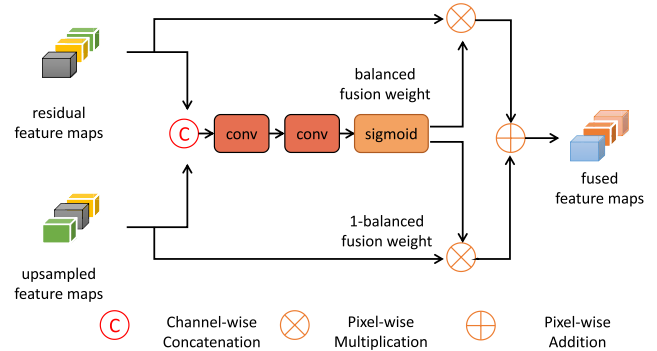 residual
feature maps
balanced
fusion weight
C
conv
conv
sigmoid
fused
feature maps
1-balanced
fusion weight
upsampled
feature maps
C
Channel-wise
Concatenation
Pixel-wise
Multiplication
Pixel-wise
Addition